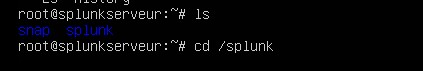 root@splunkserveur:~# ls
snap splunk
root@splunkserveur:~# cd /splunk